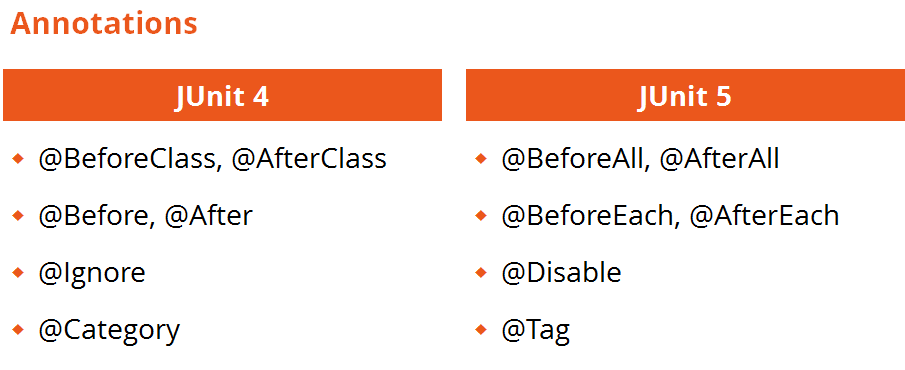 Annotations
JUnit 4
@BeforeClass, @AfterClass
@Before, @After
@Ignore
@Category
JUnit 5
@BeforeAll, @AfterAll
@BeforeEach, @AfterEach
@Disable
@Tag